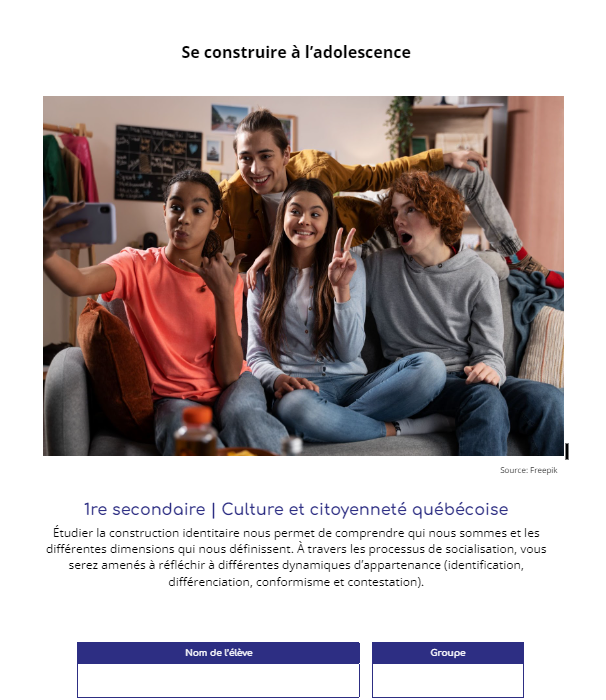 Se construire à l’adolescence
Source: Freepik
1re secondaire | Culture et citoyenneté québécoise
Étudier la construction identitaire nous permet de comprendre qui nous sommes et les
différentes dimensions qui nous définissent. À travers les processus de socialisation, vous
serez amenés à réfléchir à différentes dynamiques d’appartenance (identification,
différenciation, conformisme et contestation).
Nom de l’élève
Groupe